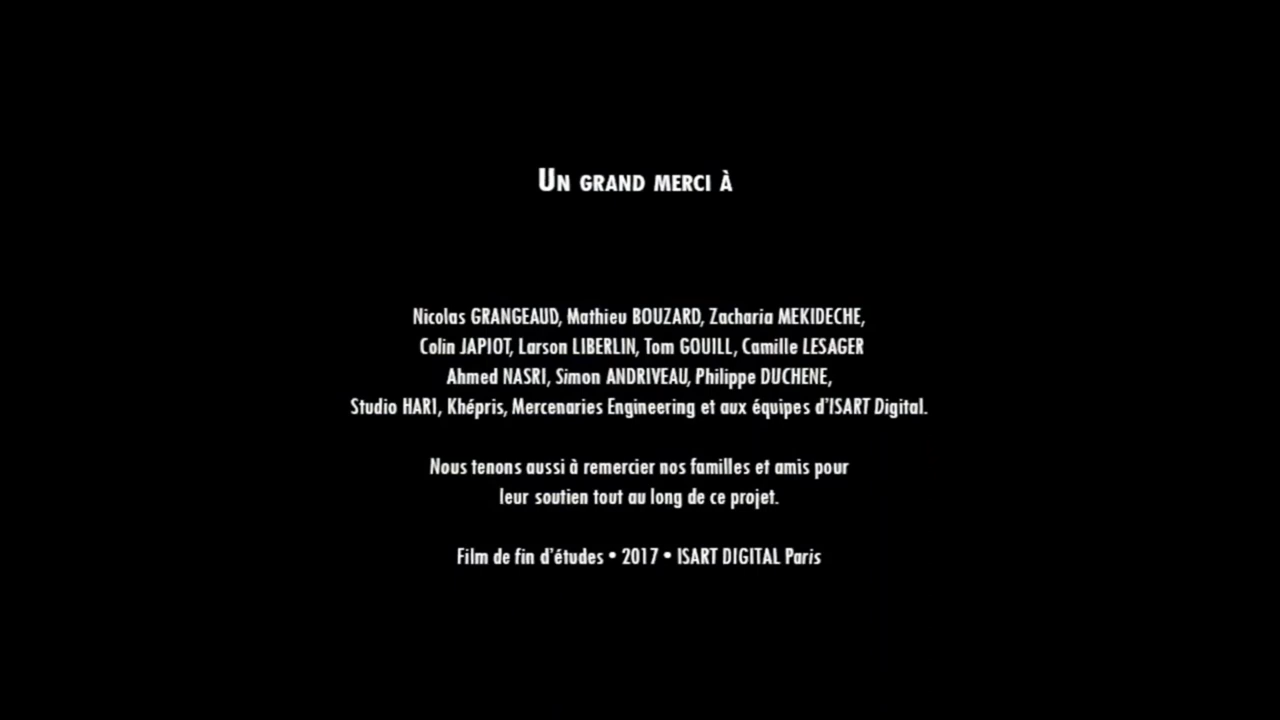 Un grand merci à
Nicolas GRANGEAUD, Mathieu BOUZARD, Zacharia MEKIDECHE,
Colin JAPIOT, Larson LIBERLIN, Tom GOUILL, Camille LESAGER
Ahmed NASRI, Simon ANDRIVEAU, Philippe DUCHENE,
Studio HARI, Khépris, Mercenaries Engineering et aux équipes d'ISART Digital.
Nous tenons aussi à remercier nos familles et amis pour
leur soutien tout au long de ce projet.
Film de fin d'études • 2017 • ISART DIGITAL Paris